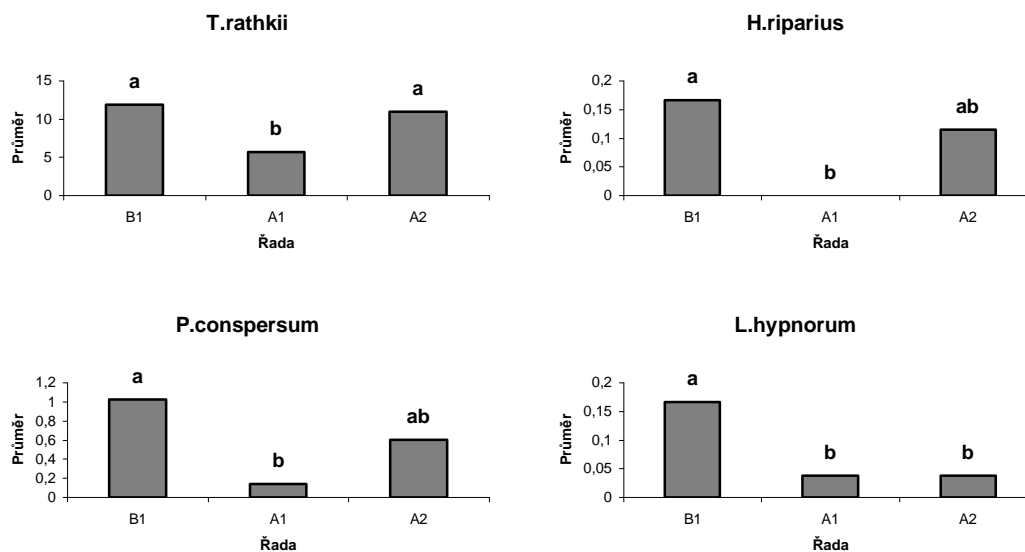 T.rathkii
15
10
5
0
Průměr
a
b
a
B1
A1
A2
Řada
H.riparius
0,2
0,15
0,1
0,05
0
Průměr
a
b
ab
B1
A1
A2
Řada
P.conspersum
1,2
1
0,8
0,6
0,4
0,2
0
Průměr
a
b
ab
B1
A1
A2
Řada
L.hypnorum
0,2
0,15
0,1
0,05
0
Průměr
a
b
b
B1
A1
A2
Řada